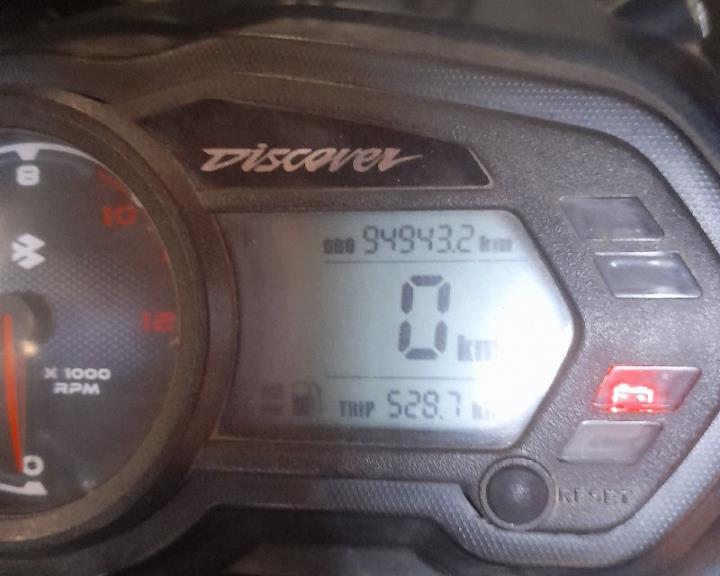 Discover
8
10
12
X 1000
RPM
0
ODO 94943.2 km
0
km
TRIP 528.7 km
RESET